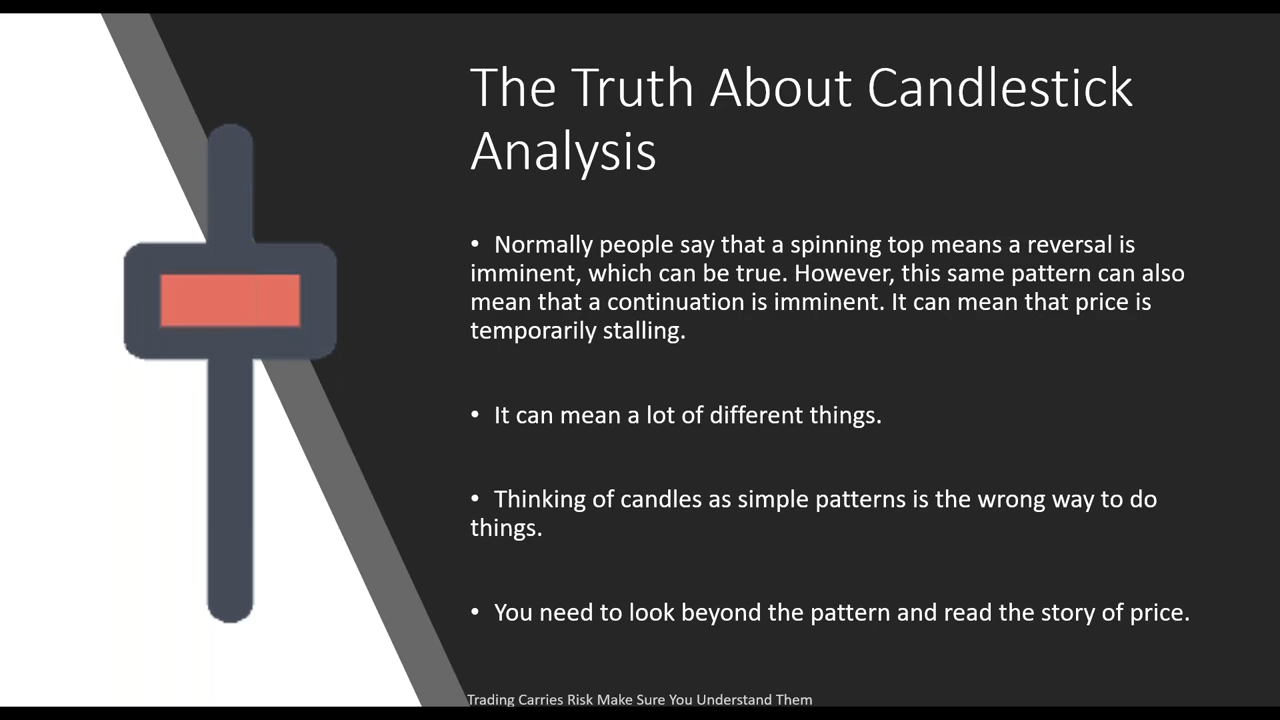 The Truth About Candlestick
Analysis
• Normally people say that a spinning top means a reversal is
imminent, which can be true. However, this same pattern can also
mean that a continuation is imminent. It can mean that price is
temporarily stalling.
• It can mean a lot of different things.
• Thinking of candles as simple patterns is the wrong way to do
things.
• You need to look beyond the pattern and read the story of price.
Trading Carries Risk Make Sure You Understand Them